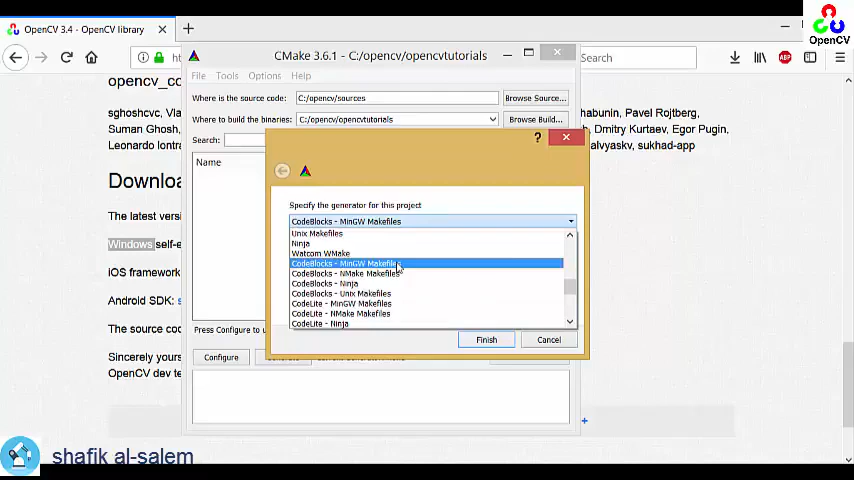 OpenCV 3.4 - OpenCV library
OpenCV
CMake 3.6.1 - C:/opencv/opencvtutorials
Search
File Tools Options Help
opencv_co
Where is the source code: C:/opencv/sources Browse Source...
sghoshcvc, Vla
habunin, Pavel Rojtberg,
Where to build the binaries: C:/opencv/opencvtutorials Browse Build...
Suman Ghosh,
, Dmitry Kurtaev, Egor Pugin,
Search:
Leonardo lontra
alvyaskv, sukhad-app
Name
Downloa
Specify the generator for this project
The latest versi
CodeBlocks - MinGW Makefiles
Unix Makefiles
Windows self-e
Ninja
Watcom WMake
CodeBlocks - MinGW Makefiles
iOS framework
CodeBlocks - NMake Makefiles
CodeBlocks - Ninja
CodeBlocks - Unix Makefiles
Android SDK: s
CodeLite - MinGW Makefiles
CodeLite - NMake Makefiles
CodeLite - Ninja
The source cod
Press Configure to u
Finish Cancel
Sincerely yours
Configure
OpenCV dev te
shafik al-salem